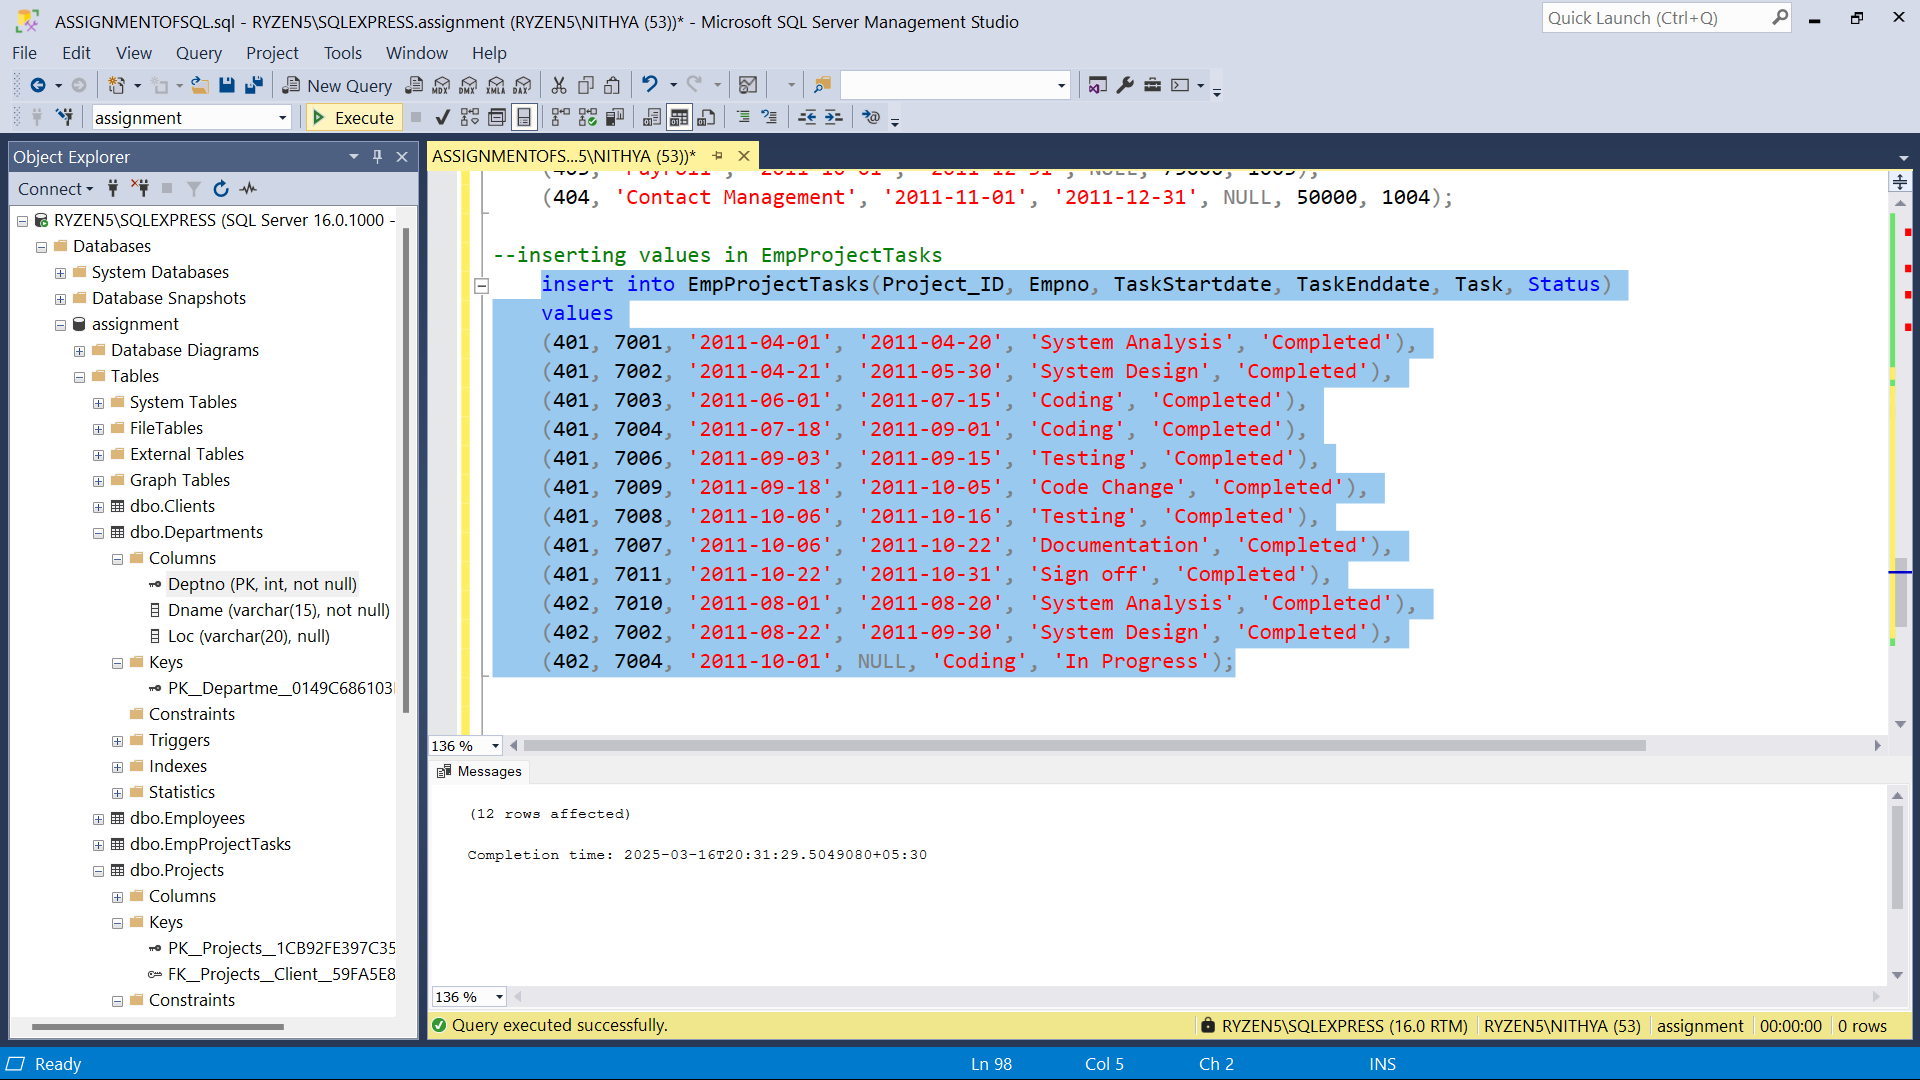 ASSIGNMENTOFSQL.sql - RYZEN5\SQLEXPRESS.assignment (RYZEN5\NITHYA (53))* - Microsoft SQL Server Management Studio
Quick Launch (Ctrl+Q)
File Edit View Query Project Tools Window Help
New Query MDX DMX XMLA DAX
assignment Execute
Object Explorer
Connect
RYZEN5\SQLEXPRESS (SQL Server 16.0.1000 -
Databases
System Databases
Database Snapshots
assignment
Database Diagrams
Tables
System Tables
FileTables
External Tables
Graph Tables
dbo.Clients
dbo.Departments
Columns
Deptno (PK, int, not null)
Dname (varchar(15), not null)
Loc (varchar(20), null)
Keys
PK__Departme__0149C686103
Constraints
Triggers
Indexes
Statistics
dbo.Employees
dbo.EmpProjectTasks
dbo.Projects
Columns
Keys
PK__Projects__1CB92FE397C35
FK__Projects__Client__59FA5E8
Constraints
ASSIGNMENTOFS...5\NITHYA (53))*
(403, 'Payroll', '2011-10-01', '2011-12-31', NULL, 75000, 1003),
(404, 'Contact Management', '2011-11-01', '2011-12-31', NULL, 50000, 1004);
--inserting values in EmpProjectTasks
insert into EmpProjectTasks(Project_ID, Empno, TaskStartdate, TaskEnddate, Task, Status)
values
(401, 7001, '2011-04-01', '2011-04-20', 'System Analysis', 'Completed'),
(401, 7002, '2011-04-21', '2011-05-30', 'System Design', 'Completed'),
(401, 7003, '2011-06-01', '2011-07-15', 'Coding', 'Completed'),
(401, 7004, '2011-07-18', '2011-09-01', 'Coding', 'Completed'),
(401, 7006, '2011-09-03', '2011-09-15', 'Testing', 'Completed'),
(401, 7009, '2011-09-18', '2011-10-05', 'Code Change', 'Completed'),
(401, 7008, '2011-10-06', '2011-10-16', 'Testing', 'Completed'),
(401, 7007, '2011-10-06', '2011-10-22', 'Documentation', 'Completed'),
(401, 7011, '2011-10-22', '2011-10-31', 'Sign off', 'Completed'),
(402, 7010, '2011-08-01', '2011-08-20', 'System Analysis', 'Completed'),
(402, 7002, '2011-08-22', '2011-09-30', 'System Design', 'Completed'),
(402, 7004, '2011-10-01', NULL, 'Coding', 'In Progress');
136 %
Messages
(12 rows affected)
Completion time: 2025-03-16T20:31:29.5049080+05:30
136 %
Query executed successfully.
RYZEN5\SQLEXPRESS (16.0 RTM) RYZEN5\NITHYA (53) assignment 00:00:00 0 rows
Ready Ln 98 Col 5 Ch 2 INS